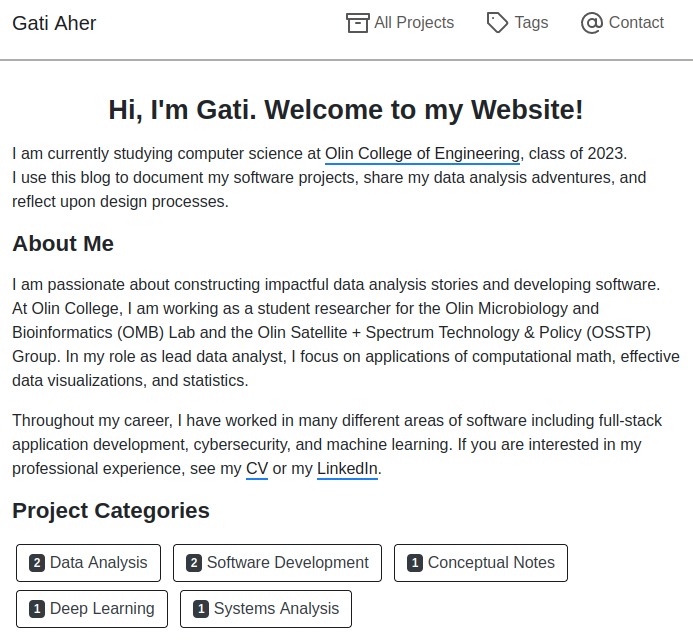 Gati Aher All Projects Tags Contact
Hi, I'm Gati. Welcome to my Website!
I am currently studying computer science at Olin College of Engineering, class of 2023.
I use this blog to document my software projects, share my data analysis adventures, and
reflect upon design processes.
About Me
I am passionate about constructing impactful data analysis stories and developing software.
At Olin College, I am working as a student researcher for the Olin Microbiology and
Bioinformatics (OMB) Lab and the Olin Satellite + Spectrum Technology & Policy (OSSTP)
Group. In my role as lead data analyst, I focus on applications of computational math, effective
data visualizations, and statistics.
Throughout my career, I have worked in many different areas of software including full-stack
application development, cybersecurity, and machine learning. If you are interested in my
professional experience, see my CV or my LinkedIn.
Project Categories
2 Data Analysis 2 Software Development 1 Conceptual Notes
1 Deep Learning 1 Systems Analysis